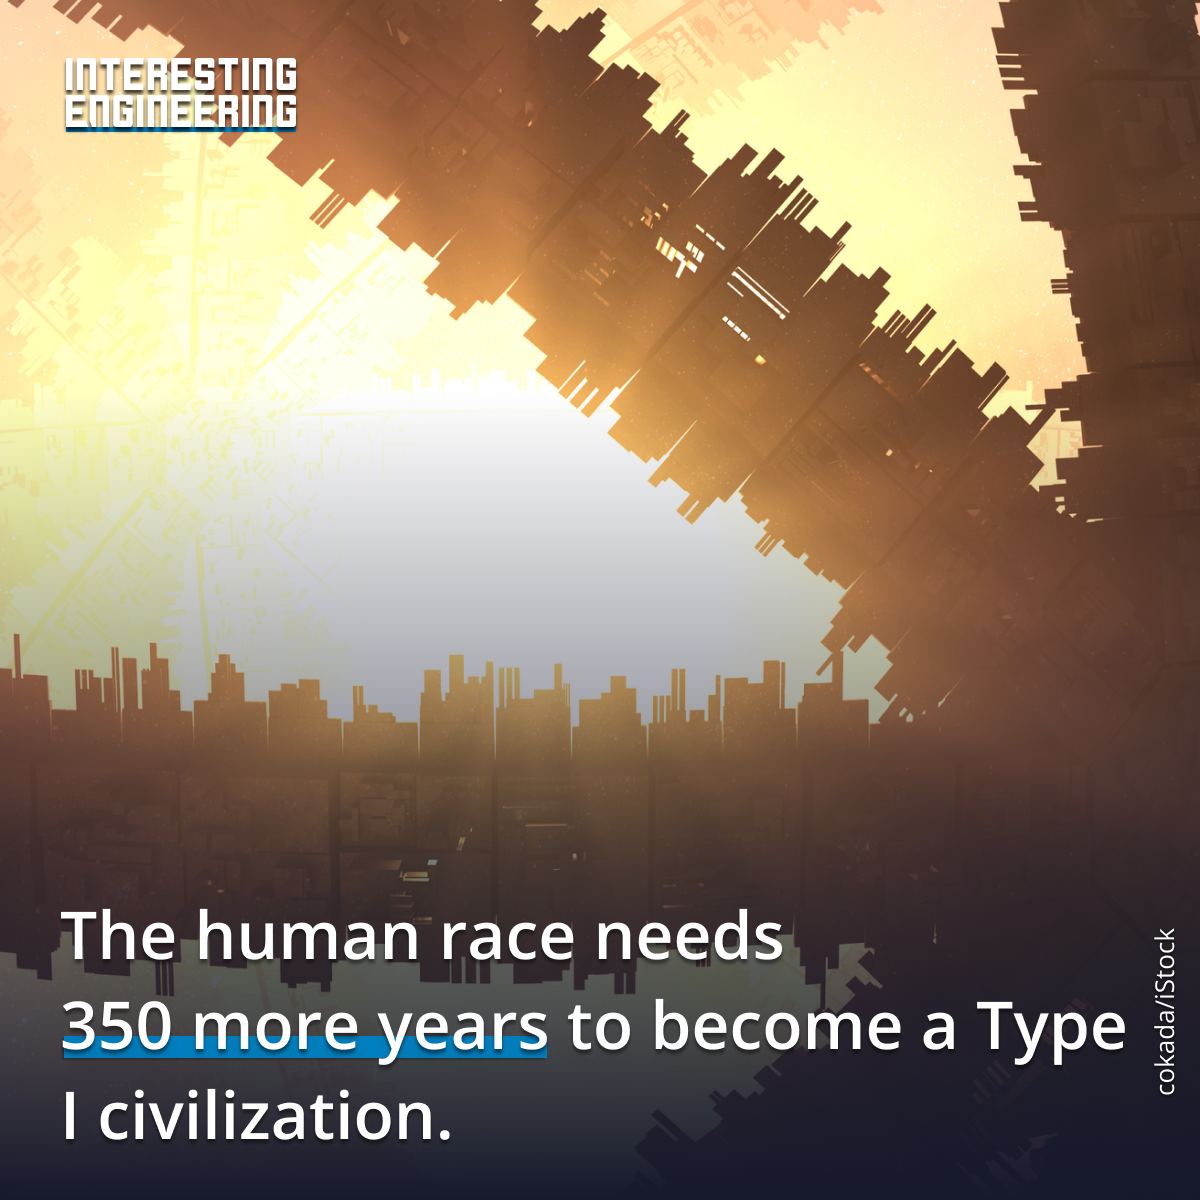 INTERESTING
ENGINEERING
The human race needs
350 more years to become a Type
I civilization.
cokada/iStock